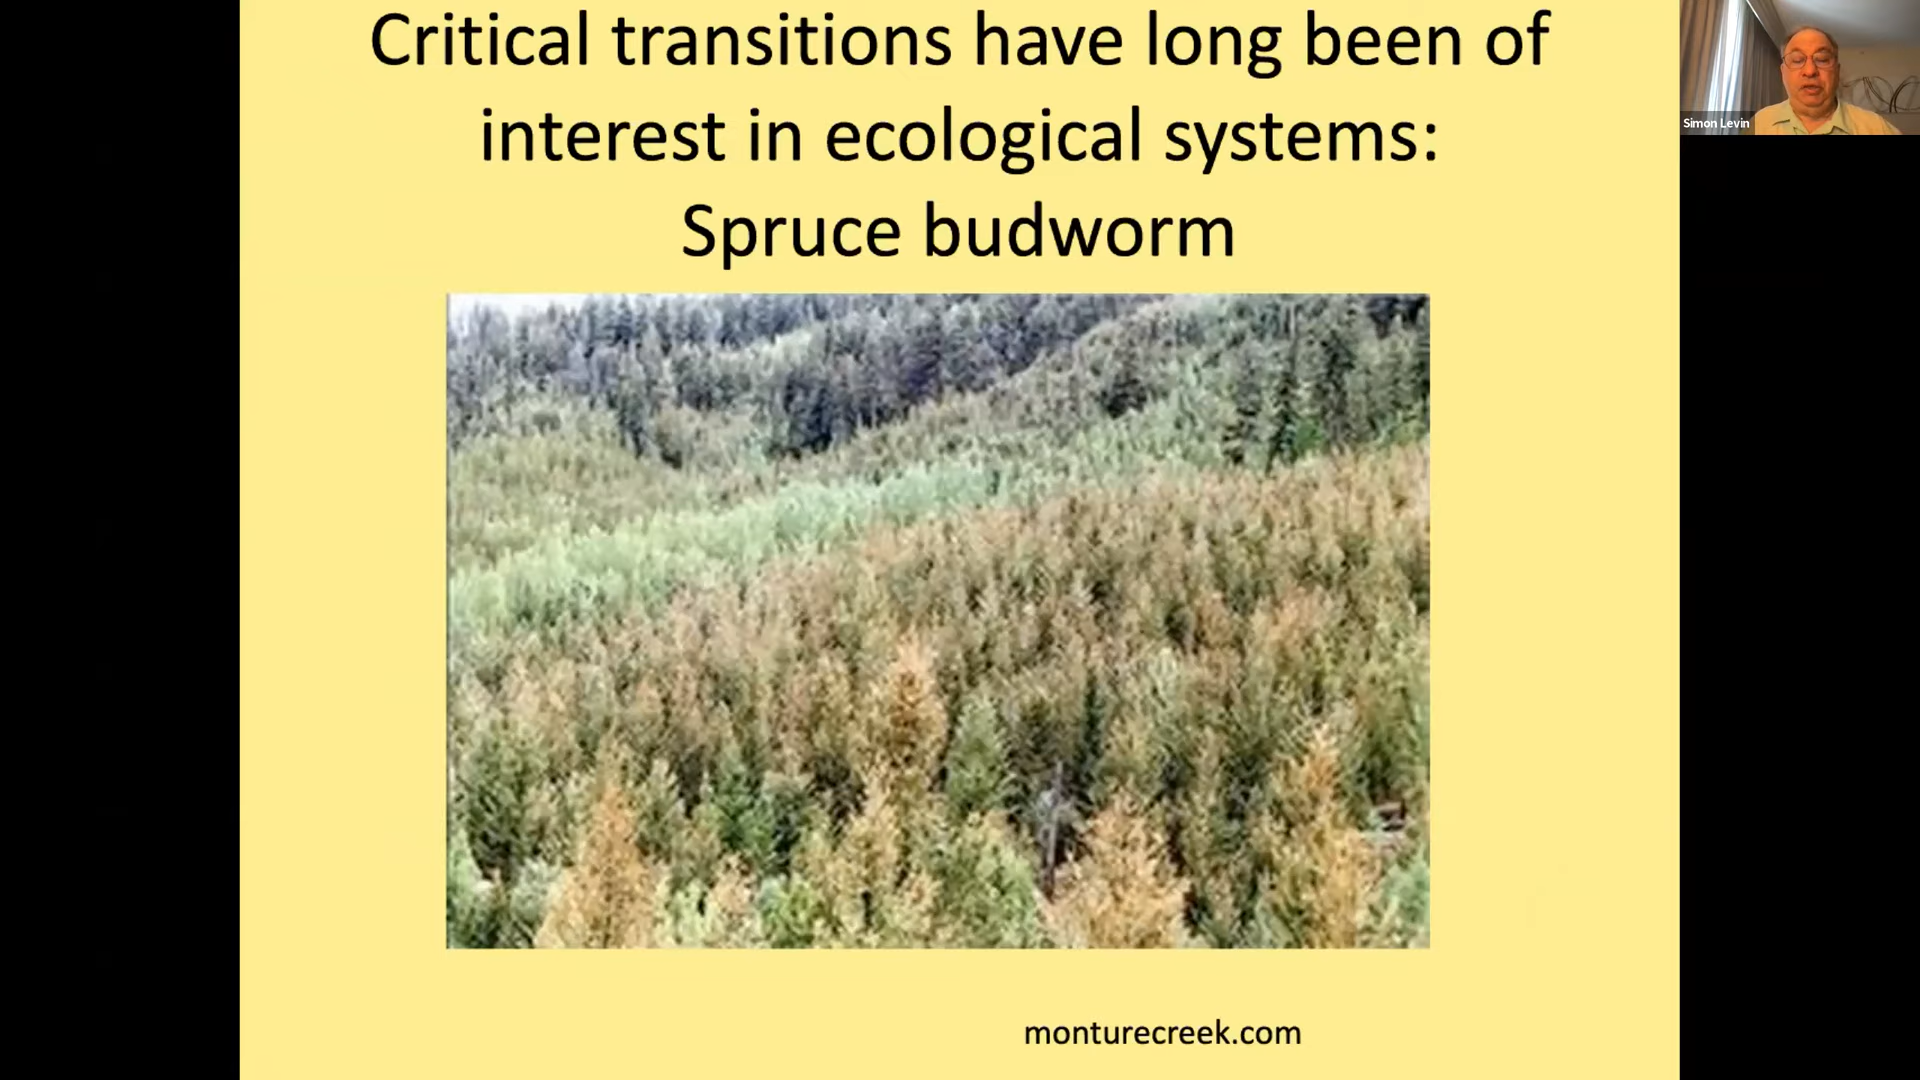 Critical transitions have long been of
interest in ecological systems:
Spruce budworm
Simon Levin
monturecreek.com